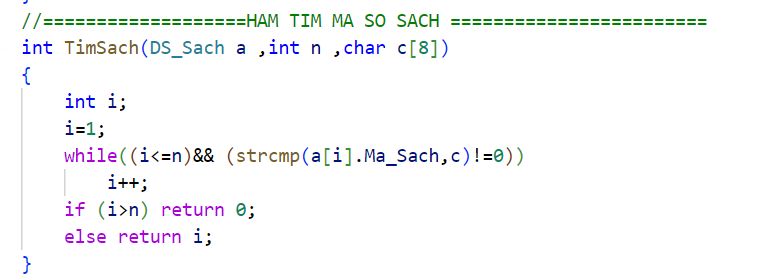 //===================HAM TIM MA SO SACH ========================
int TimSach(DS_Sach a ,int n ,char c[8])
{
int i;
i=1;
while((i<=n)&& (strcmp(a[i].Ma_Sach,c)!=0))
i++;
if (i>n) return 0;
else return i;
}